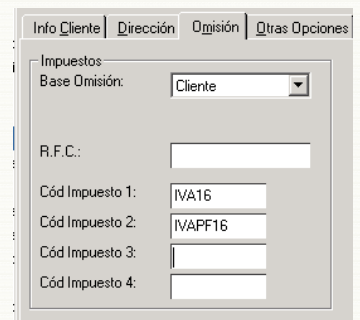 Info Cliente Dirección Omisión Otras Opciones
Impuestos
Base Omisión: Cliente
R.F.C.:
Cód Impuesto 1: IVA16
Cód Impuesto 2: IVAPF16
Cód Impuesto 3:
Cód Impuesto 4: